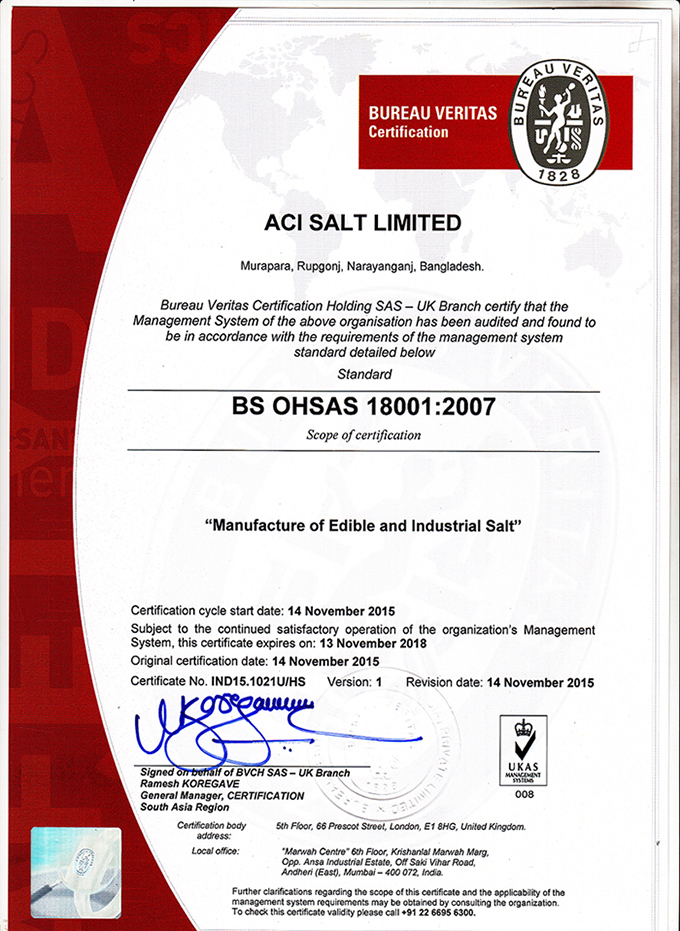 BUREAU VERITAS
Certification
BUREAU VERITAS
1828
ACI SALT LIMITED
Murapara, Rupgonj, Narayanganj, Bangladesh.
Bureau Veritas Certification Holding SAS – UK Branch certify that the
Management System of the above organisation has been audited and found to
be in accordance with the requirements of the management system
standard detailed below
Standard
BS OHSAS 18001:2007
Scope of certification
“Manufacture of Edible and Industrial Salt”
Certification cycle start date: 14 November 2015
Subject to the continued satisfactory operation of the organization's Management
System, this certificate expires on: 13 November 2018
Original certification date: 14 November 2015
Certificate No. IND15.1021U/HS Version: 1 Revision date: 14 November 2015
Signed on behalf of BVCH SAS – UK Branch
Ramesh KOREGAVE
General Manager, CERTIFICATION
South Asia Region
UKAS
MANAGEMENT
SYSTEMS
008
Certification body address: 5th Floor, 66 Prescot Street, London, E1 8HG, United Kingdom.
Local office: "Marwah Centre" 6th Floor, Krishanlal Marwah Marg,
Opp. Ansa Industrial Estate, Off Saki Vihar Road,
Andheri (East), Mumbai – 400 072, India.
Further clarifications regarding the scope of this certificate and the applicability of the
management system requirements may be obtained by consulting the organization.
To check this certificate validity please call +91 22 6695 6300.